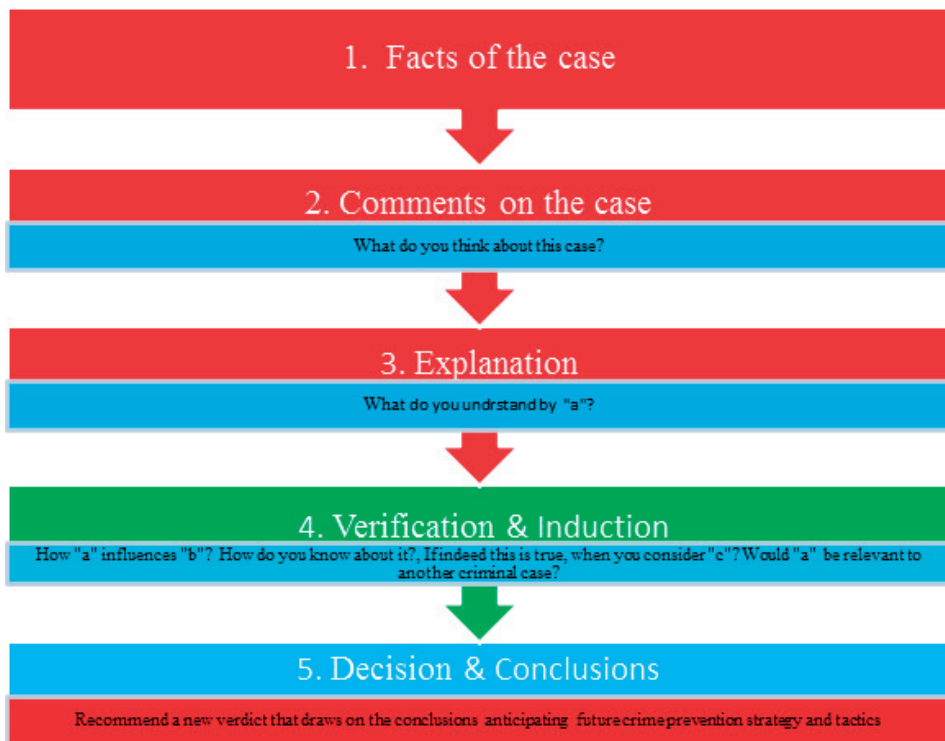 1. Facts of the case
2. Comments on the case
What do you think about this case?
3. Explanation
What do you undrstand by "a"?
4. Verification & Induction
How "a" influences "b"? How do you know about it?, If indeed this is true, when you consider "c"? Would "a" be relevant to
another criminal case?
5. Decision & Conclusions
Recommend a new verdict that draws on the conclusions anticipating future crime prevention strategy and tactics